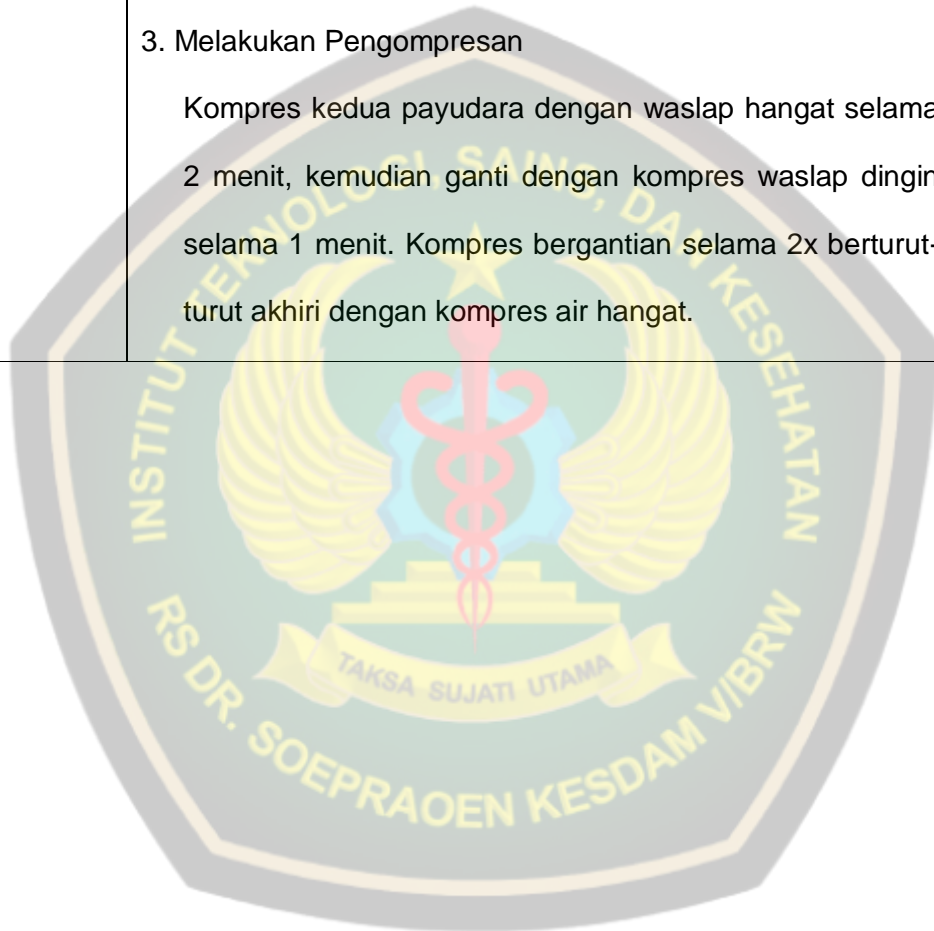 3. Melakukan Pengompresan
Kompres kedua payudara dengan waslap hangat selama
2 menit, kemudian ganti dengan kompres waslap dingin
selama 1 menit. Kompres bergantian selama 2x berturut-
turut akhiri dengan kompres air hangat.
INSTITUT TEKNOLOGI, SAINS, DAN KESEHATAN
TAKSA SUJATI UTAMA
RS DR. SOEPRAOEN KESDAM V/BRW